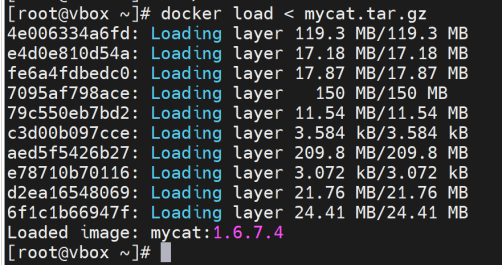 [root@vbox ~]# docker load < mycat.tar.gz
4e006334a6fd: Loading layer 119.3 MB/119.3 MB
e4d0e810d54a: Loading layer 17.18 MB/17.18 MB
fe6a4fdbedc0: Loading layer 17.87 MB/17.87 MB
7095af798ace: Loading layer 150 MB/150 MB
79c550eb7bd2: Loading layer 11.54 MB/11.54 MB
c3d00b097cce: Loading layer 3.584 kB/3.584 kB
aed5f5426b27: Loading layer 209.8 MB/209.8 MB
e78710b70116: Loading layer 3.072 kB/3.072 kB
d2ea16548069: Loading layer 21.76 MB/21.76 MB
6f1c1b66947f: Loading layer 24.41 MB/24.41 MB
Loaded image: mycat:1.6.7.4
[root@vbox ~]#